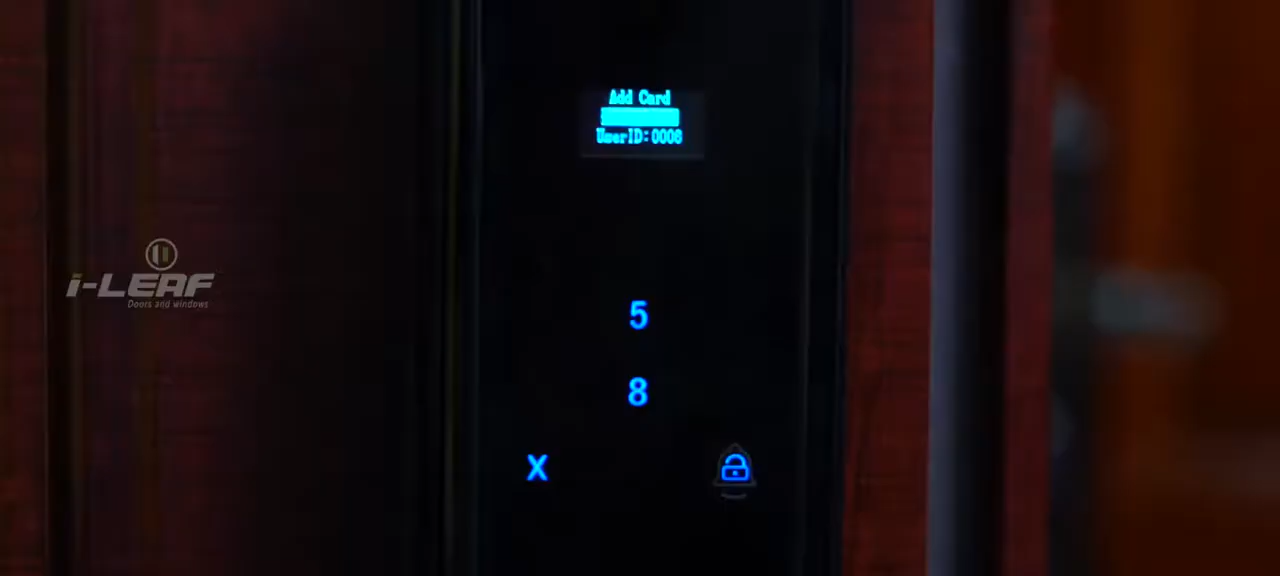 Add Card
UserID:0008
i-LEAF
Doors and windows
5
8
X